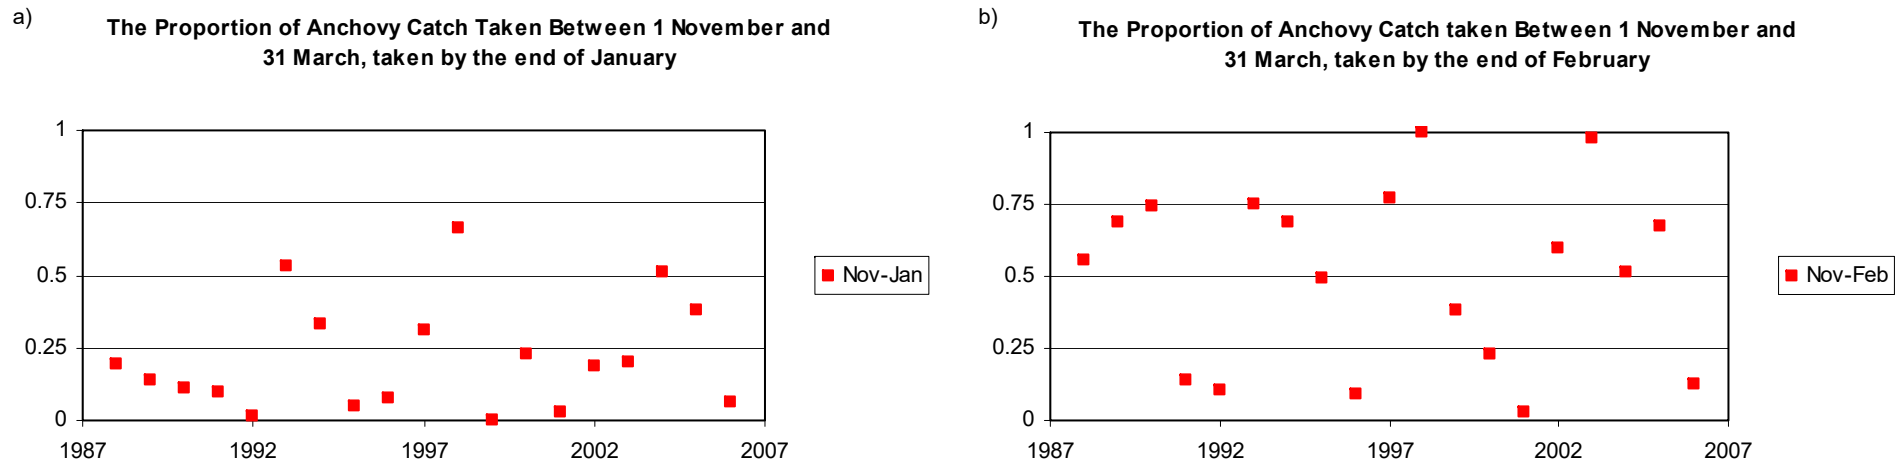 a)
The Proportion of Anchovy Catch Taken Between 1 November and
31 March, taken by the end of January
1
0.75
0.5
0.25
0
1987 1992 1997 2002 2007
Nov-Jan
b)
The Proportion of Anchovy Catch taken Between 1 November and
31 March, taken by the end of February
1
0.75
0.5
0.25
0
1987 1992 1997 2002 2007
Nov-Feb